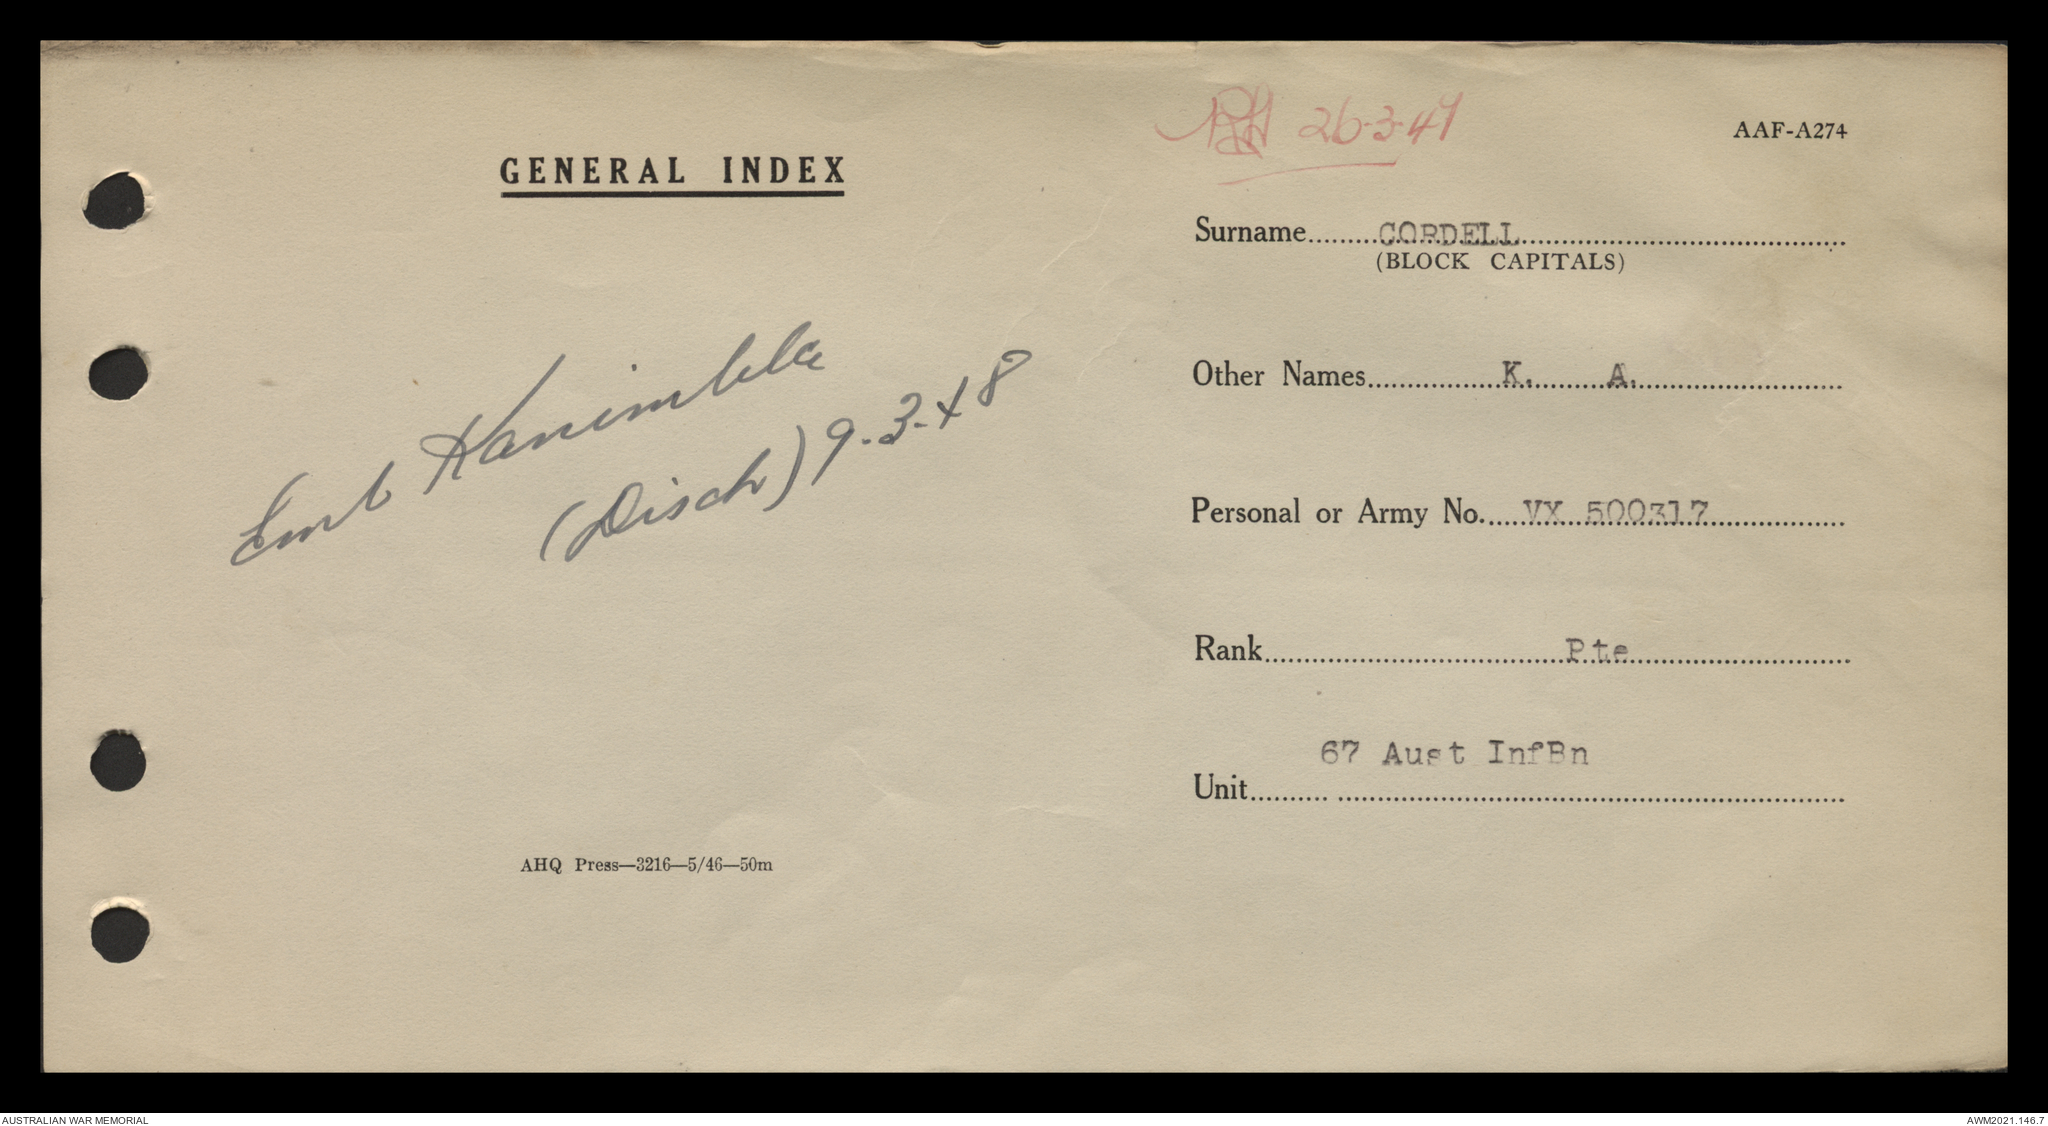 26-3-47
AAF-A274
GENERAL INDEX
Surname CORDELL
(BLOCK CAPITALS)
Emb Kanimbla
(Disch) 9.3.48
Other Names K. A.
Personal or Army No. VX 500317
Rank Pte
67 Aust InfBn
Unit
AHQ Press—3216—5/46—50m
AUSTRALIAN WAR MEMORIAL
AWM2021.146.7